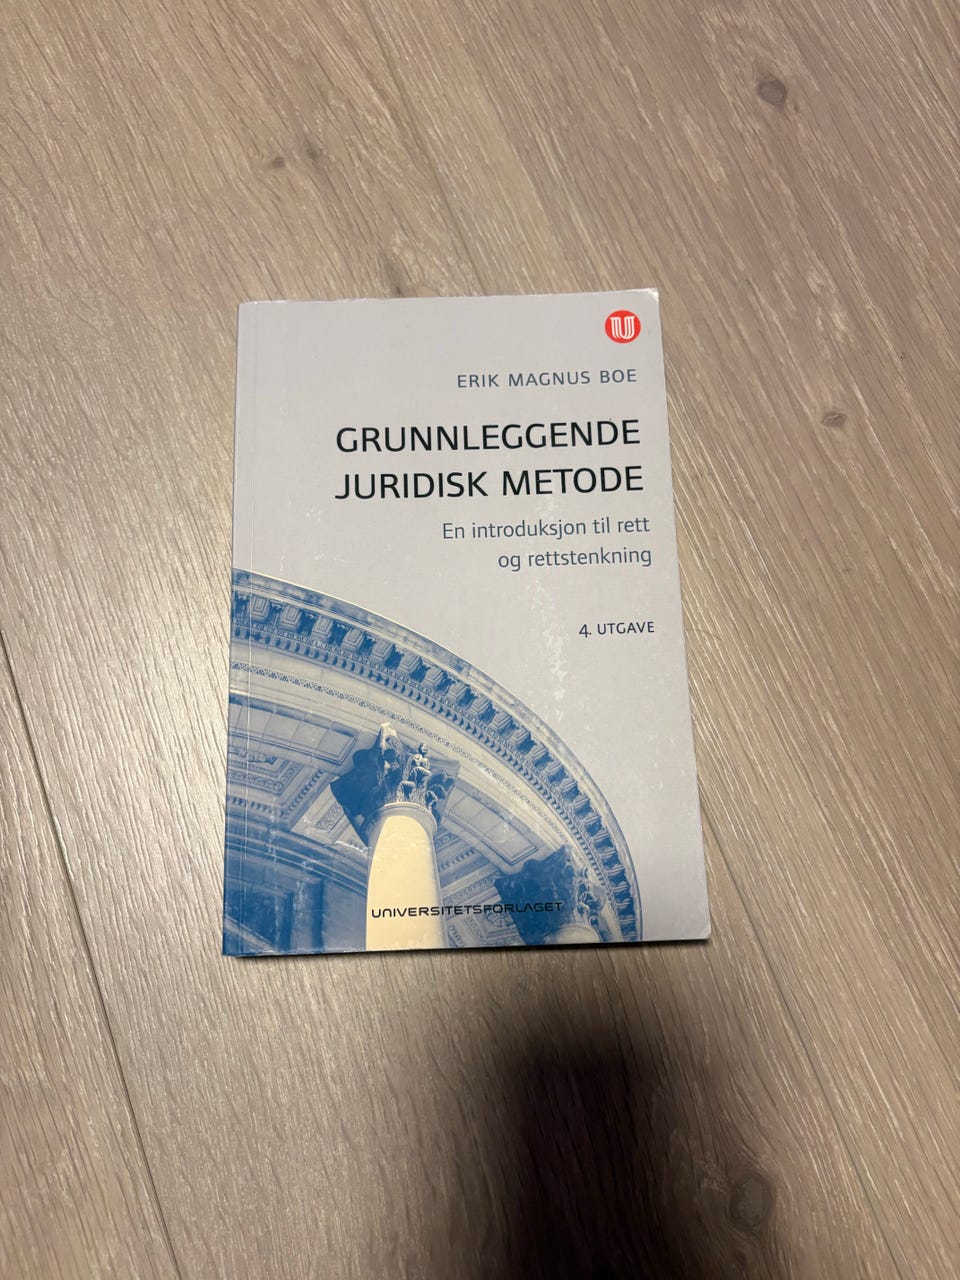 U
ERIK MAGNUS BOE
GRUNNLEGGENDE
JURIDISK METODE
En introduksjon til rett
og rettstenkning
4. UTGAVE
UNIVERSITETSFORLAGET